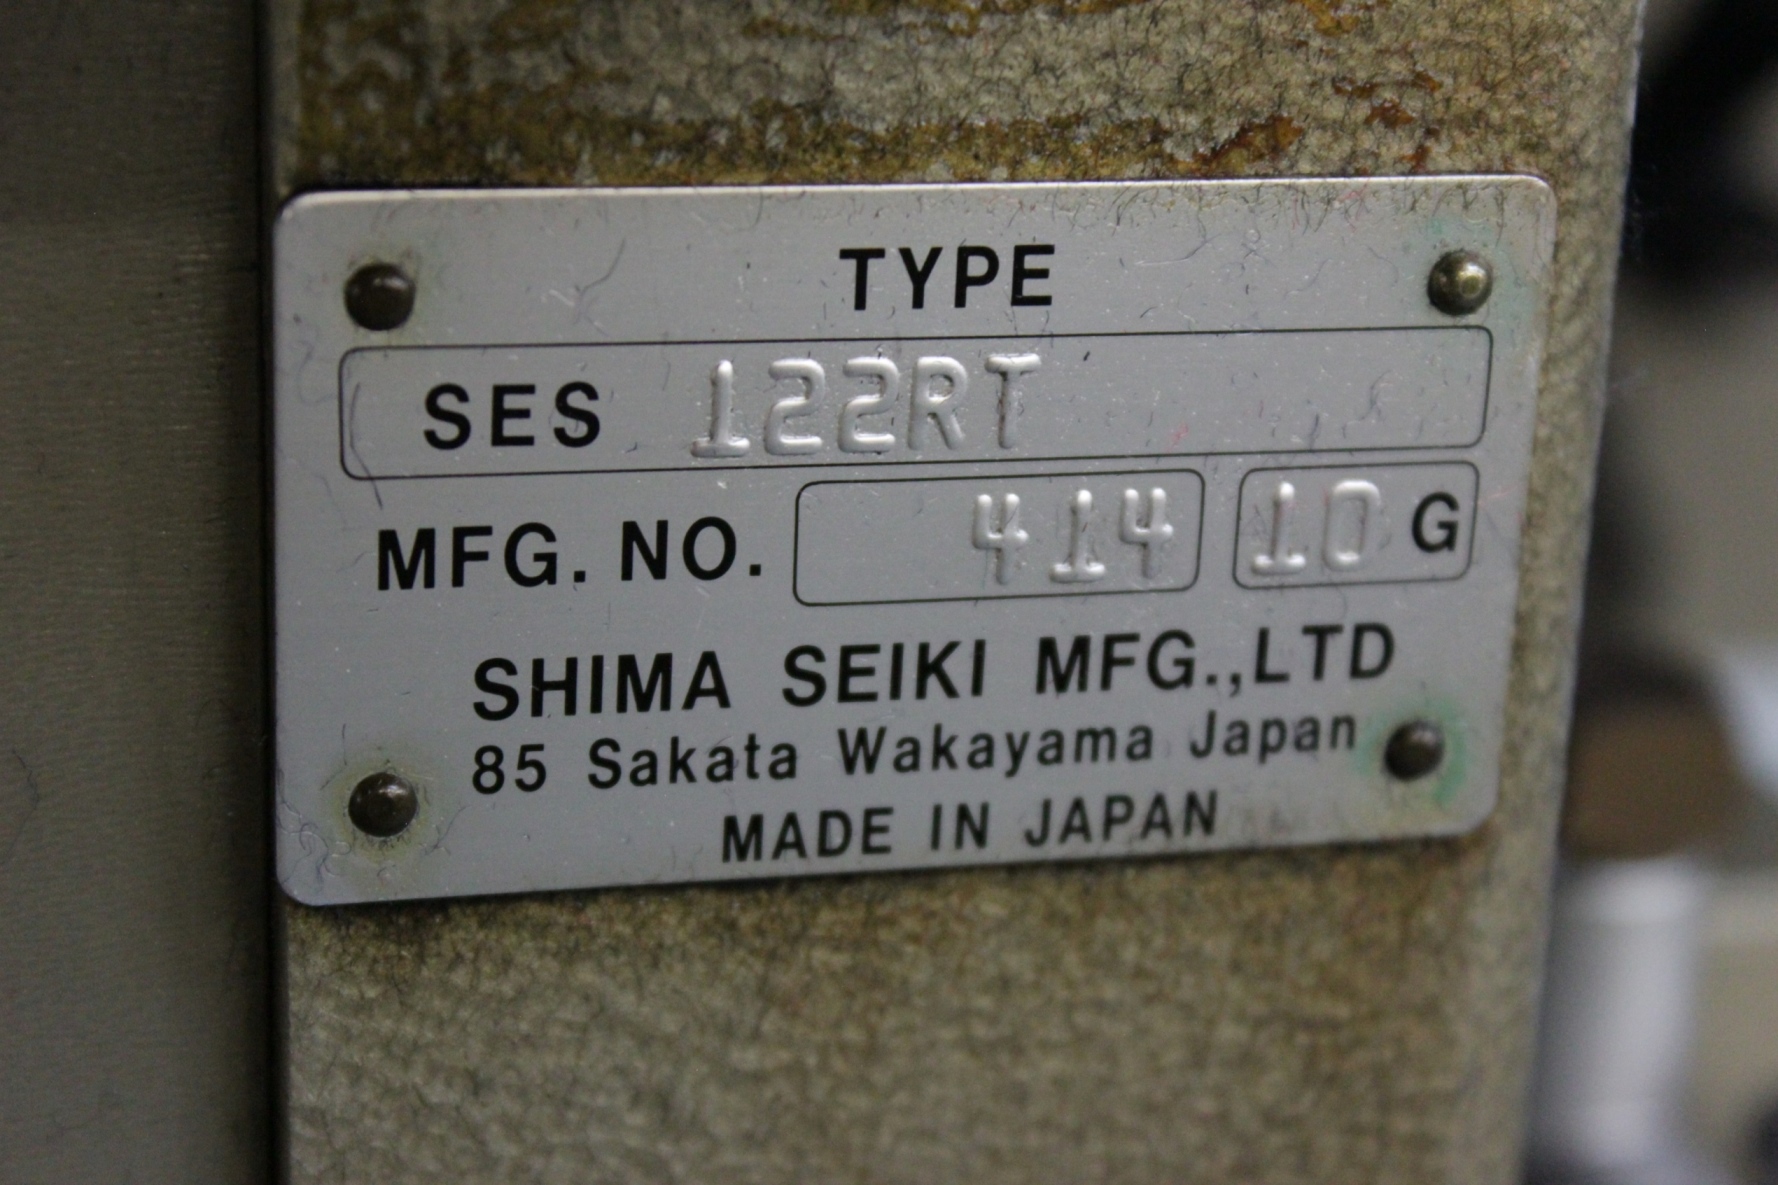 TYPE
SES 122RT
MFG. NO. 414 10 G
SHIMA SEIKI MFG.,LTD
85 Sakata Wakayama Japan
MADE IN JAPAN